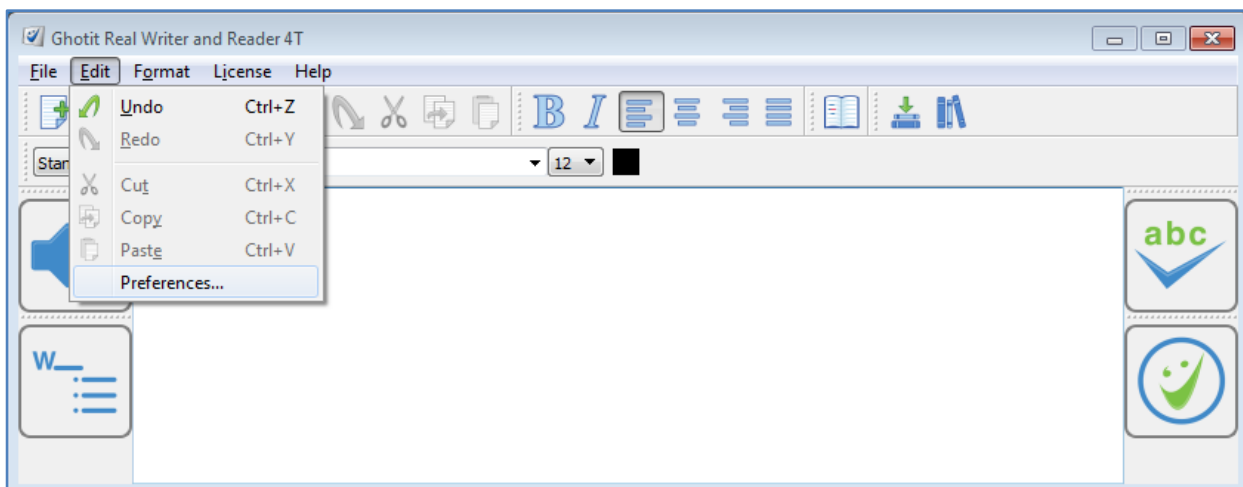 Ghotit Real Writer and Reader 4T
File Edit Format License Help
Undo Ctrl+Z
Redo Ctrl+Y
Star
12
Cut Ctrl+X
Copy Ctrl+C
Paste Ctrl+V
Preferences...
B I
abc
W